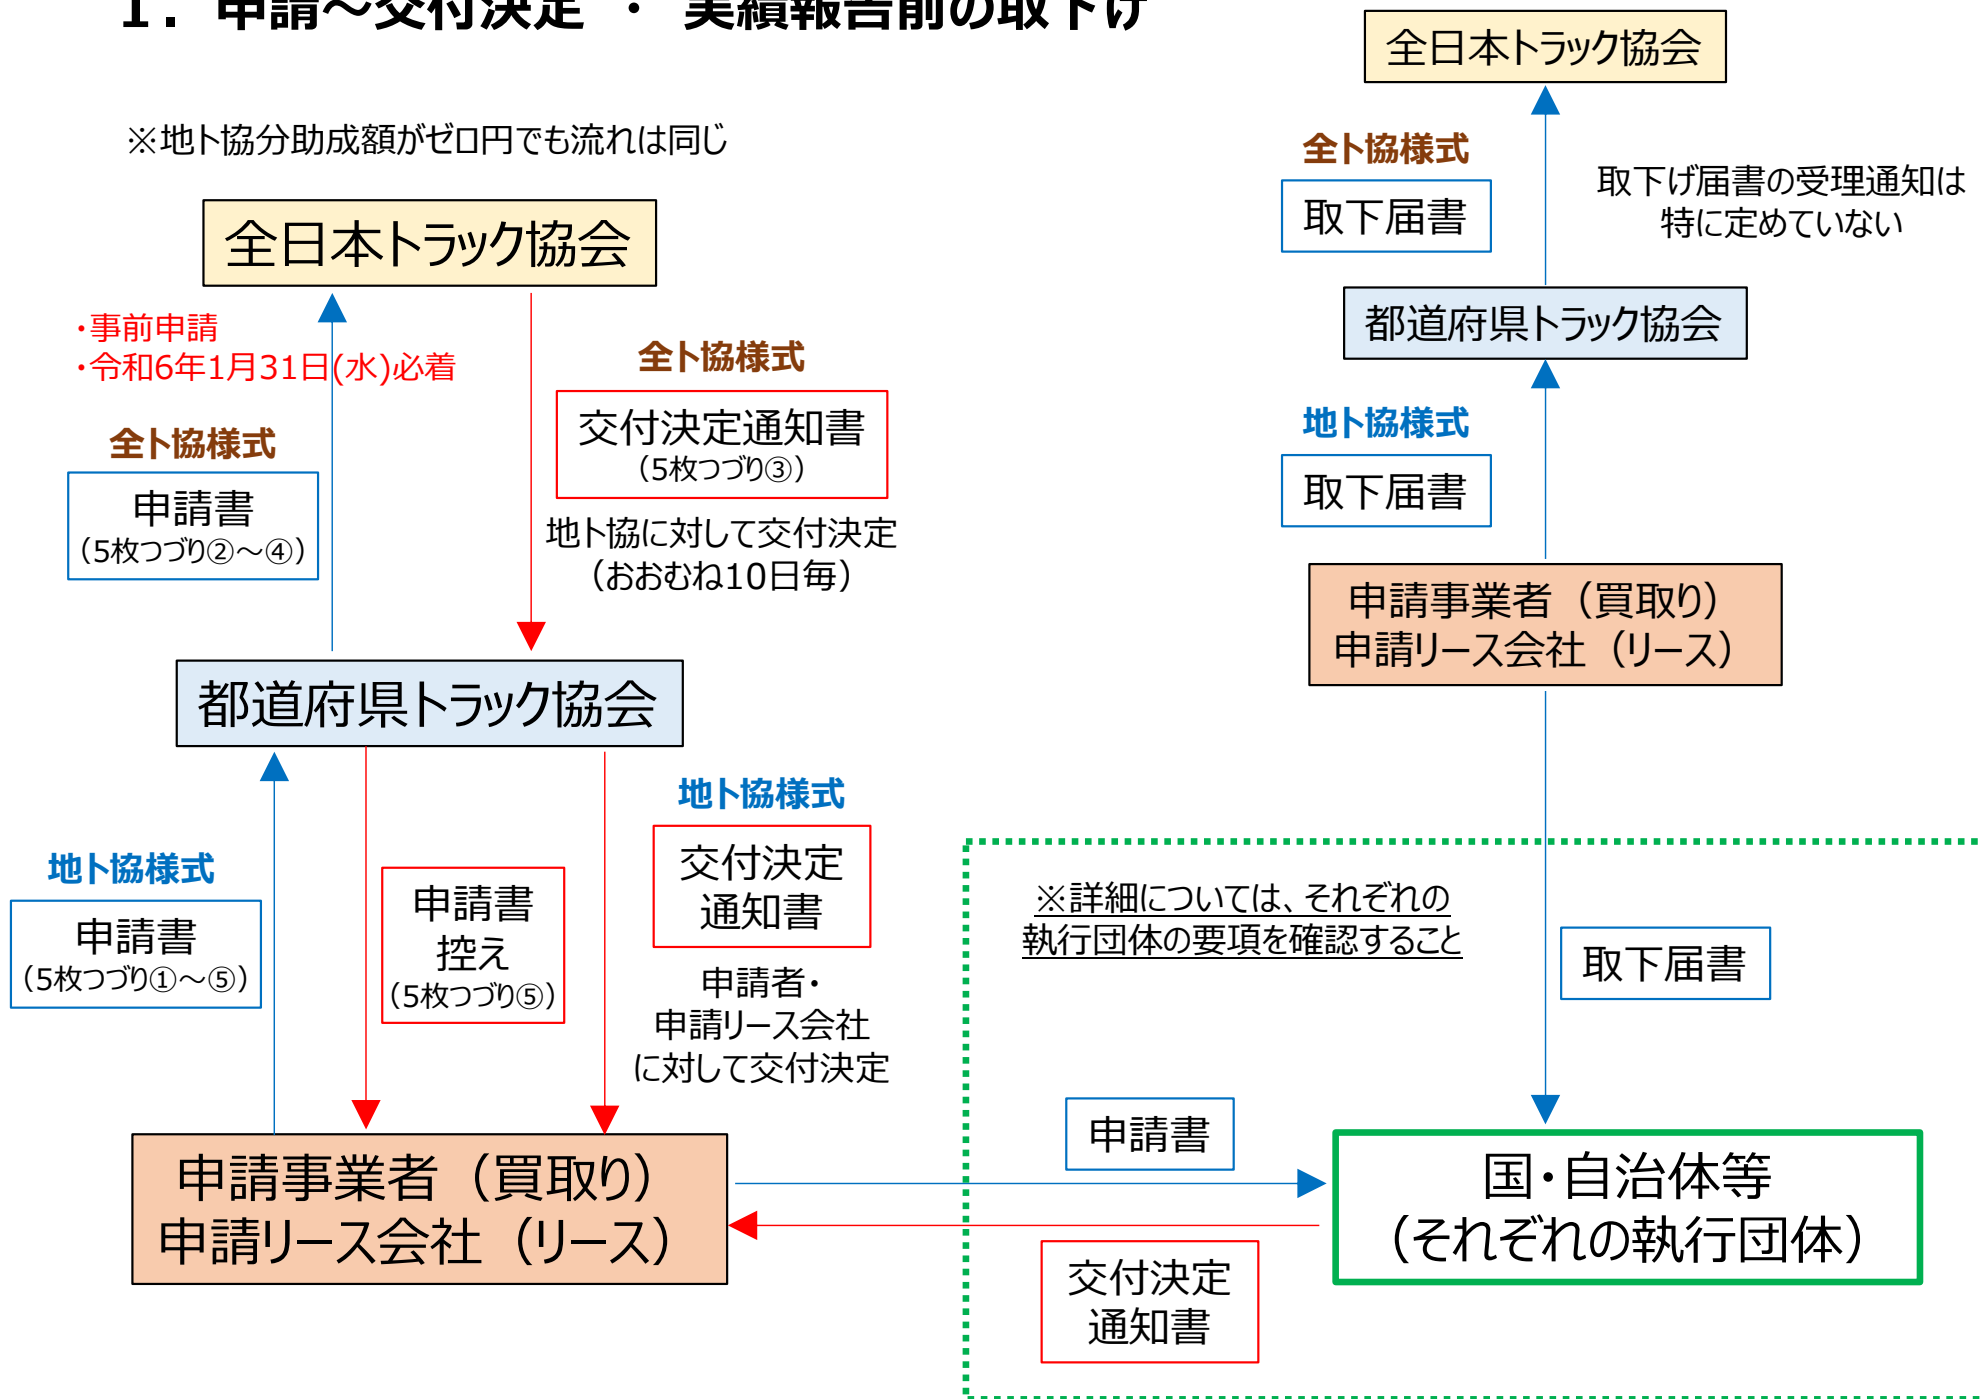 1．申請～交付決定 ・ 実績報告前の取下げ
※地ト協分助成額がゼロ円でも流れは同じ
全日本トラック協会
・事前申請
・令和6年1月31日(水)必着
全ト協様式
申請書
（5枚つづり②～④）
全ト協様式
交付決定通知書
（5枚つづり③）
地ト協に対して交付決定
（おおむね10日毎）
都道府県トラック協会
地ト協様式
申請書
（5枚つづり①～⑤）
申請書
控え
（5枚つづり⑤）
地ト協様式
交付決定
通知書
申請者・
申請リース会社
に対して交付決定
申請事業者（買取り）
申請リース会社（リース）
全日本トラック協会
全ト協様式
取下届書
取下げ届書の受理通知は
特に定めていない
都道府県トラック協会
地ト協様式
取下届書
申請事業者（買取り）
申請リース会社（リース）
※詳細については、それぞれの
執行団体の要項を確認すること
取下届書
申請書
交付決定
通知書
国・自治体等
（それぞれの執行団体）